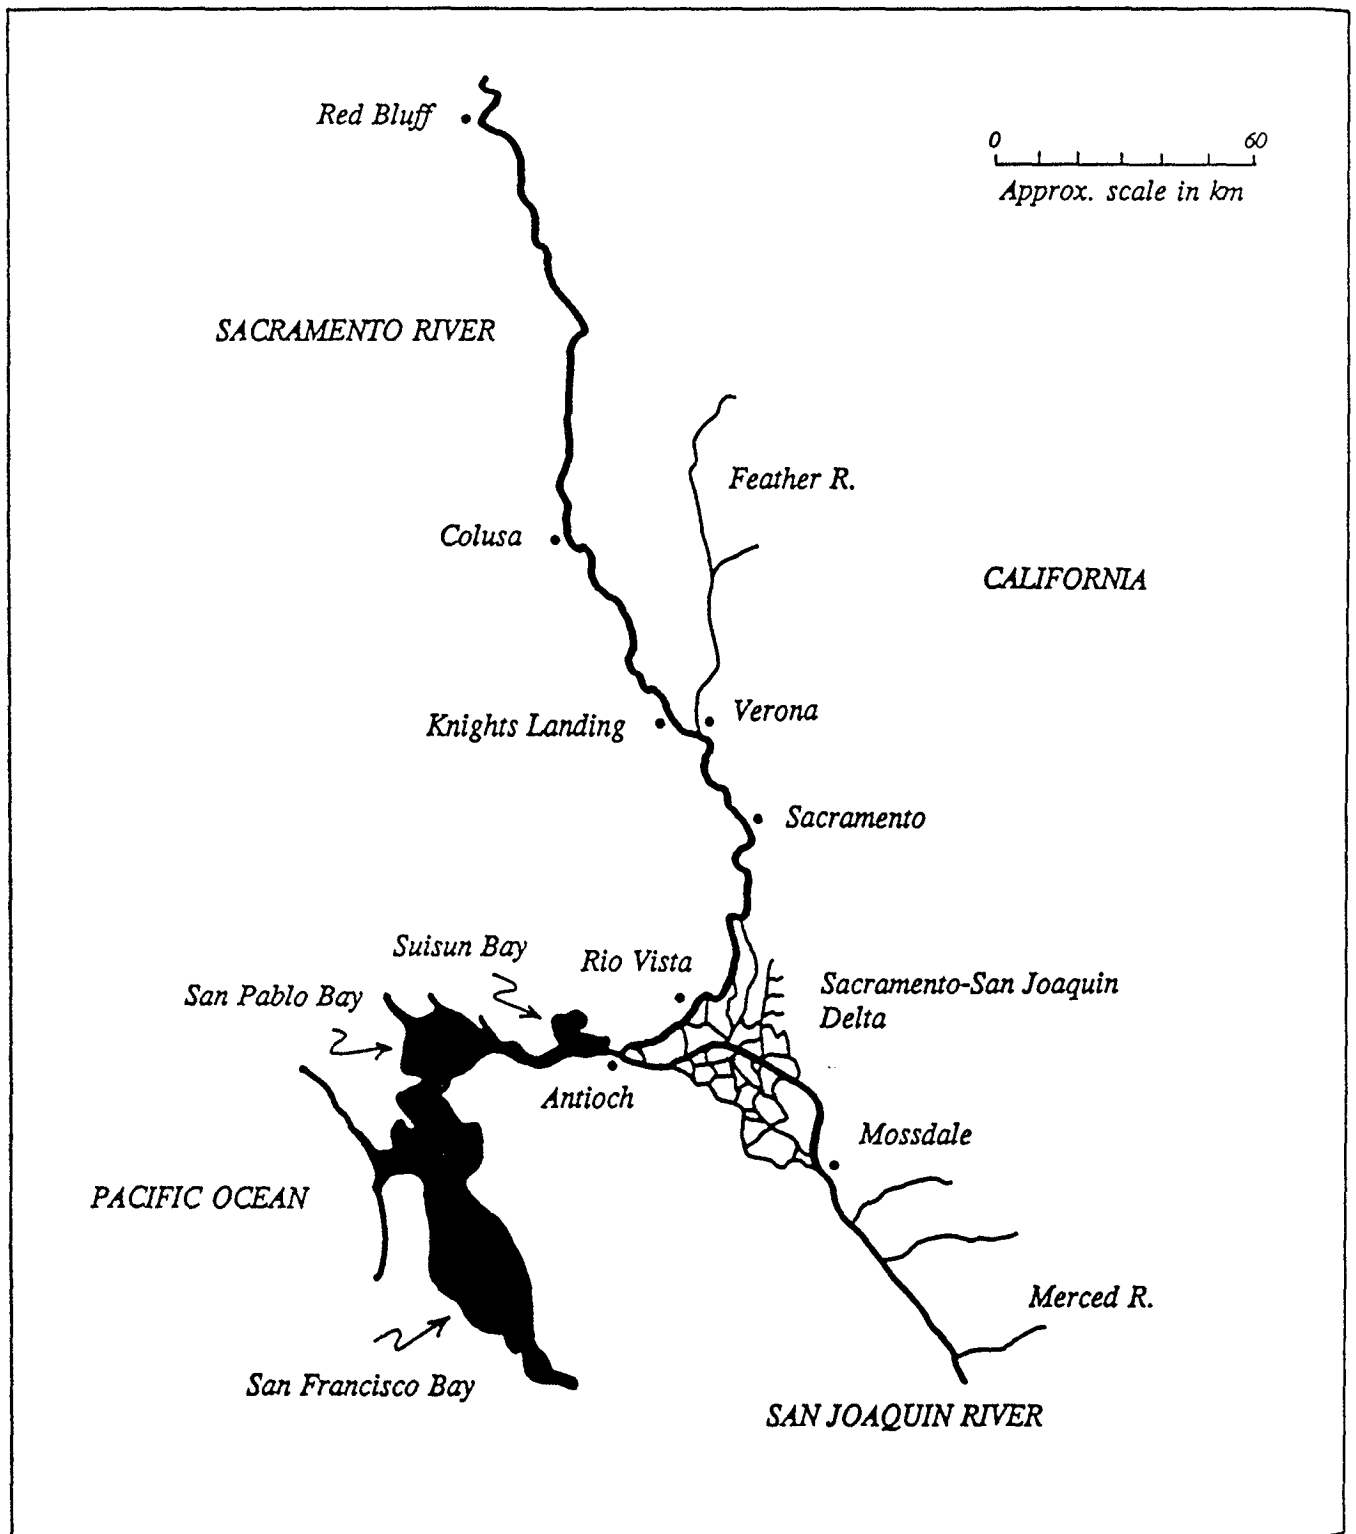 Red Bluff
0 60
Approx. scale in km
SACRAMENTO RIVER
Feather R.
Colusa
CALIFORNIA
Knights Landing
Verona
Sacramento
Suisun Bay
Rio Vista
San Pablo Bay
Sacramento-San Joaquin
Delta
Antioch
Mossdale
PACIFIC OCEAN
Merced R.
San Francisco Bay
SAN JOAQUIN RIVER